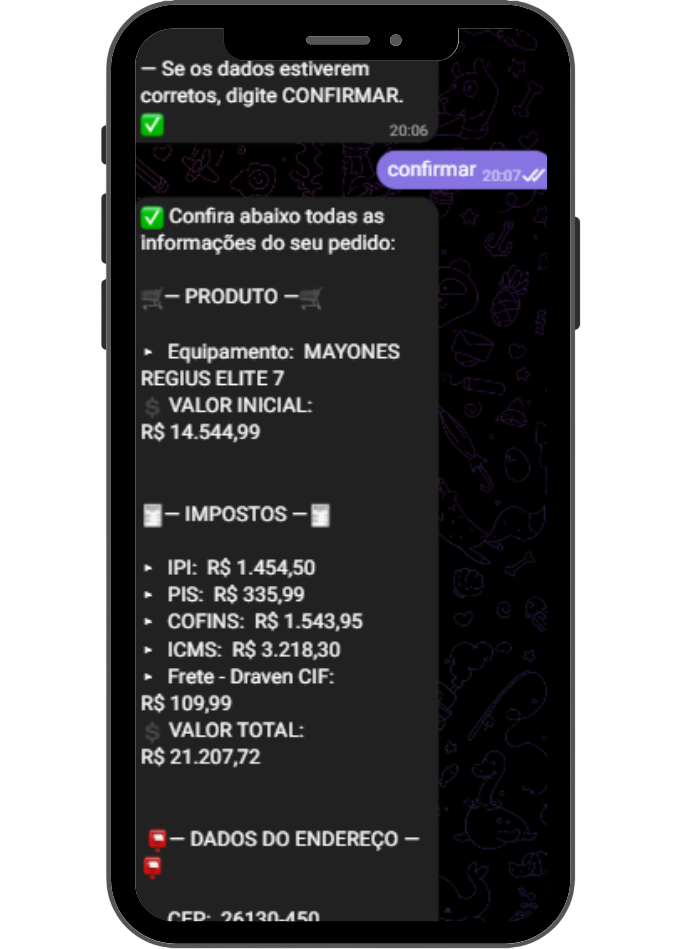 — Se os dados estiverem
corretos, digite CONFIRMAR.
✅ 20:06
confirmar 20:07
✅ Confira abaixo todas as
informações do seu pedido:
🛒— PRODUTO —🛒
▸ Equipamento: MAYONES
REGIUS ELITE 7
💲 VALOR INICIAL:
R$ 14.544,99
🧾— IMPOSTOS —🧾
▸ IPI: R$ 1.454,50
▸ PIS: R$ 335,99
▸ COFINS: R$ 1.543,95
▸ ICMS: R$ 3.218,30
▸ Frete - Draven CIF:
R$ 109,99
💲 VALOR TOTAL:
R$ 21.207,72
📮— DADOS DO ENDEREÇO —
📮
CEP: 26130-450